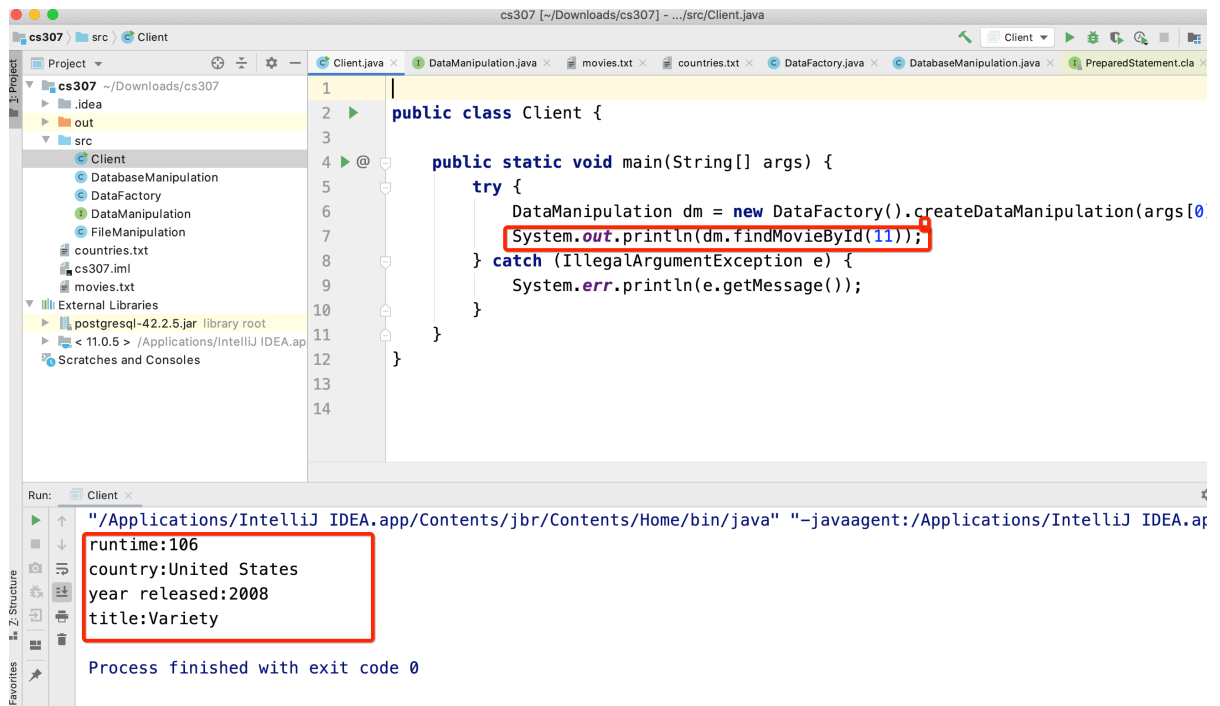 cs307 [~/Downloads/cs307] - .../src/Client.java
cs307 src Client
Client
1: Project
Project
Client.java DataManipulation.java movies.txt countries.txt DataFactory.java DatabaseManipulation.java PreparedStatement.cla
cs307 ~/Downloads/cs307
.idea
out
src
Client
DatabaseManipulation
DataFactory
DataManipulation
FileManipulation
countries.txt
cs307.iml
movies.txt
External Libraries
postgresql-42.2.5.jar library root
< 11.0.5 > /Applications/IntelliJ IDEA.ap
Scratches and Consoles
1
2 public class Client {
3
4 @ public static void main(String[] args) {
5 try {
6 DataManipulation dm = new DataFactory().createDataManipulation(args[0]
7 System.out.println(dm.findMovieById(11));
8 } catch (IllegalArgumentException e) {
9 System.err.println(e.getMessage());
10 }
11 }
12 }
13
14
Run: Client
"/Applications/IntelliJ IDEA.app/Contents/jbr/Contents/Home/bin/java" "-javaagent:/Applications/IntelliJ IDEA.ap
runtime:106
country:United States
year released:2008
title:Variety
Process finished with exit code 0
Z: Structure
Favorites